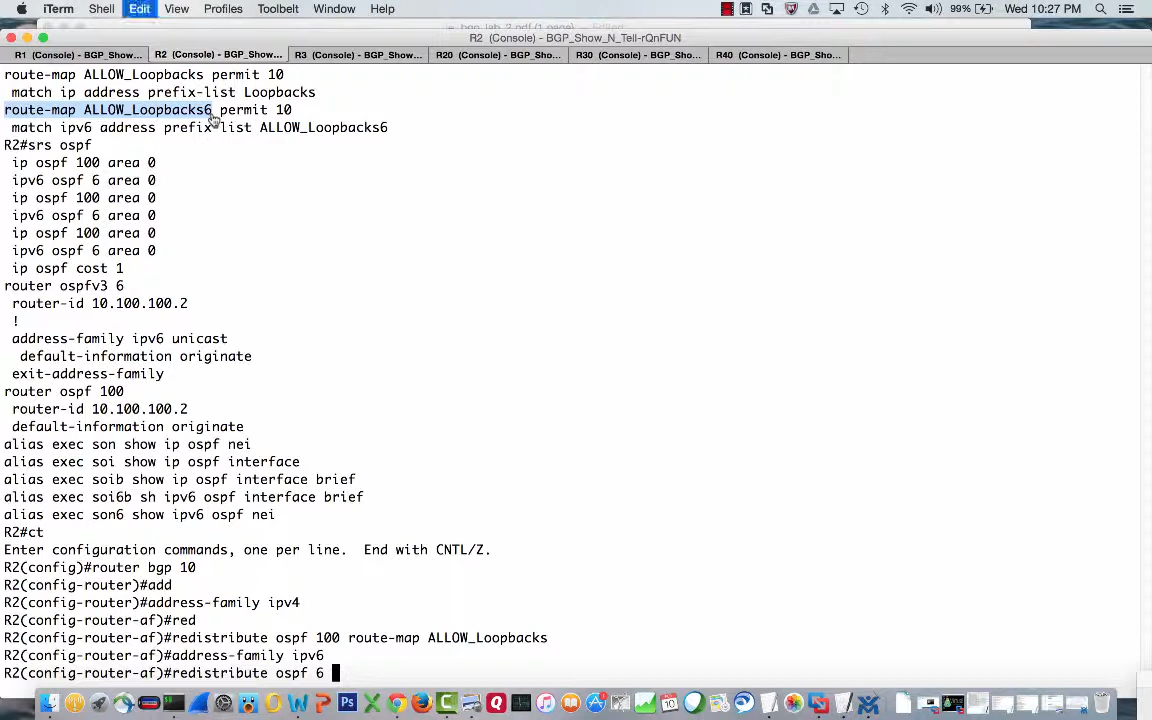 iTerm Shell Edit View Profiles Toolbelt Window Help 99% Wed 10:27 PM
R2 (Console) - BGP_Show_N_Tell-rQnFUN
R1 (Console) - BGP_Show... R2 (Console) - BGP_Show... R3 (Console) - BGP_Show... R20 (Console) - BGP_Sho... R30 (Console) - BGP_Sho... R40 (Console) - BGP_Sho...
route-map ALLOW_Loopbacks permit 10
match ip address prefix-list Loopbacks
route-map ALLOW_Loopbacks6 permit 10
match ipv6 address prefix-list ALLOW_Loopbacks6
R2#srs ospf
ip ospf 100 area 0
ipv6 ospf 6 area 0
ip ospf 100 area 0
ipv6 ospf 6 area 0
ip ospf 100 area 0
ipv6 ospf 6 area 0
ip ospf cost 1
router ospfv3 6
router-id 10.100.100.2
!
address-family ipv6 unicast
default-information originate
exit-address-family
router ospf 100
router-id 10.100.100.2
default-information originate
alias exec son show ip ospf nei
alias exec soi show ip ospf interface
alias exec soib show ip ospf interface brief
alias exec soi6b sh ipv6 ospf interface brief
alias exec son6 show ipv6 ospf nei
R2#ct
Enter configuration commands, one per line. End with CNTL/Z.
R2(config)#router bgp 10
R2(config-router)#add
R2(config-router)#address-family ipv4
R2(config-router-af)#red
R2(config-router-af)#redistribute ospf 100 route-map ALLOW_Loopbacks
R2(config-router-af)#address-family ipv6
R2(config-router-af)#redistribute ospf 6